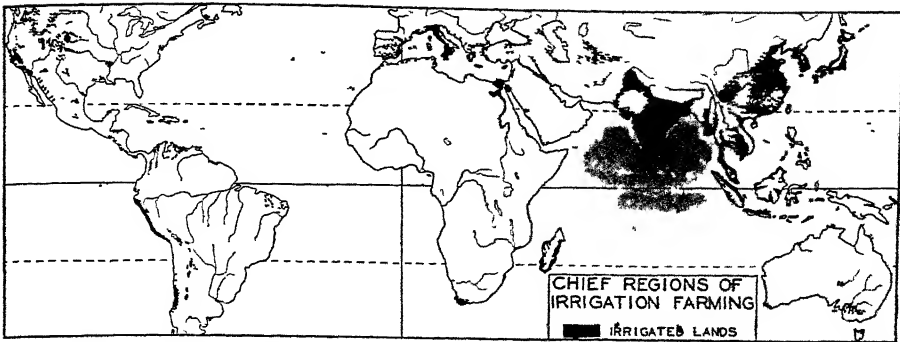 CHIEF REGIONS OF
IRRIGATION FARMING
IRRIGATED LANDS